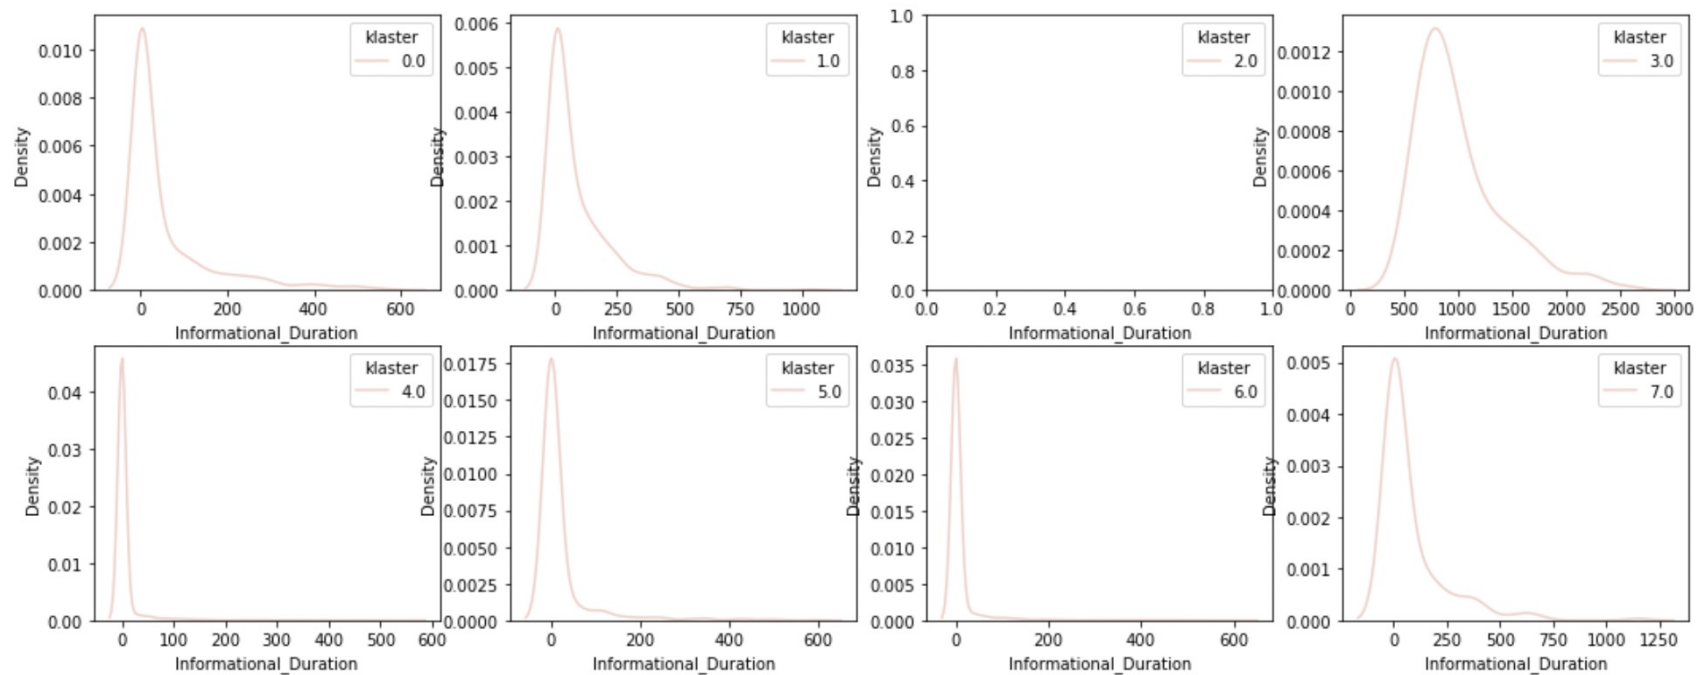 klaster
0.0
0.010
0.008
0.006
0.004
0.002
0.000
Density
0 200 400 600
Informational_Duration
klaster
1.0
0.006
0.005
0.004
0.003
0.002
0.001
0.000
Density
0 250 500 750 1000
Informational_Duration
klaster
2.0
1.0
0.8
0.6
0.4
0.2
0.0
Density
0.0 0.2 0.4 0.6 0.8 1.0
Informational_Duration
klaster
3.0
0.0012
0.0010
0.0008
0.0006
0.0004
0.0002
0.0000
Density
0 500 1000 1500 2000 2500 3000
Informational_Duration
klaster
4.0
0.04
0.03
0.02
0.01
0.00
Density
0 100 200 300 400 500 600
Informational_Duration
klaster
5.0
0.0175
0.0150
0.0125
0.0100
0.0075
0.0050
0.0025
0.0000
Density
0 200 400 600
Informational_Duration
klaster
6.0
0.035
0.030
0.025
0.020
0.015
0.010
0.005
0.000
Density
0 200 400 600
Informational_Duration
klaster
7.0
0.005
0.004
0.003
0.002
0.001
0.000
Density
0 250 500 750 1000 1250
Informational_Duration